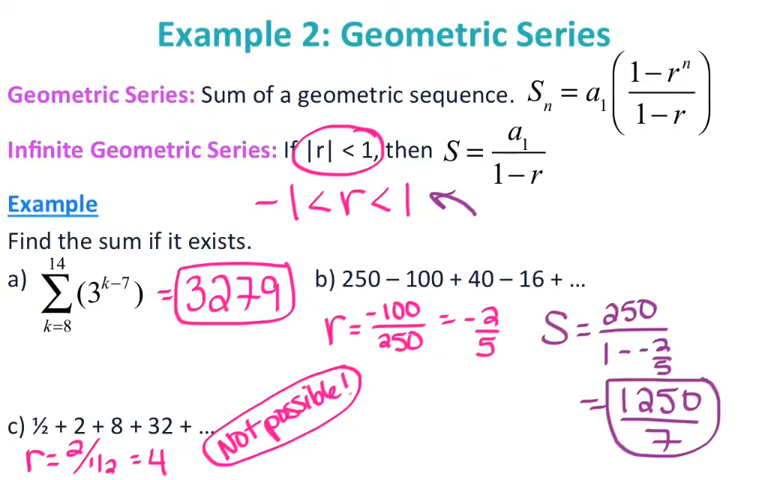 Example 2: Geometric Series
Geometric Series: Sum of a geometric sequence. Sₙ = a₁((1−rⁿ)/(1−r))
Infinite Geometric Series: If |r| < 1, then S = a₁/(1−r)
−1 < r < 1
Example
Find the sum if it exists.
a) ∑_{k=8}^{14} (3^{k−7}) = 3279
b) 250 − 100 + 40 − 16 + ...
r = −100/250 = −2/5
S = 250/(1 − −2/5)
= 1250/7
c) ½ + 2 + 8 + 32 + ...
Not possible!
r = 2/1/2 = 4